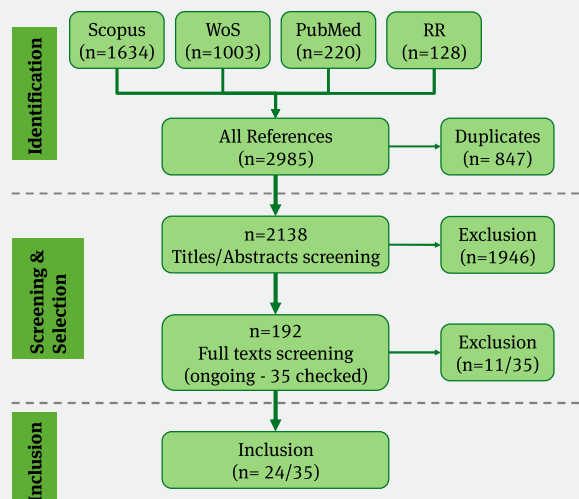 Identification
Scopus
(n=1634)
WoS
(n=1003)
PubMed
(n=220)
RR
(n=128)
All References
(n=2985)
Duplicates
(n= 847)
Screening &
Selection
n=2138
Titles/Abstracts screening
Exclusion
(n=1946)
n=192
Full texts screening
(ongoing - 35 checked)
Exclusion
(n=11/35)
Inclusion
Inclusion
(n= 24/35)